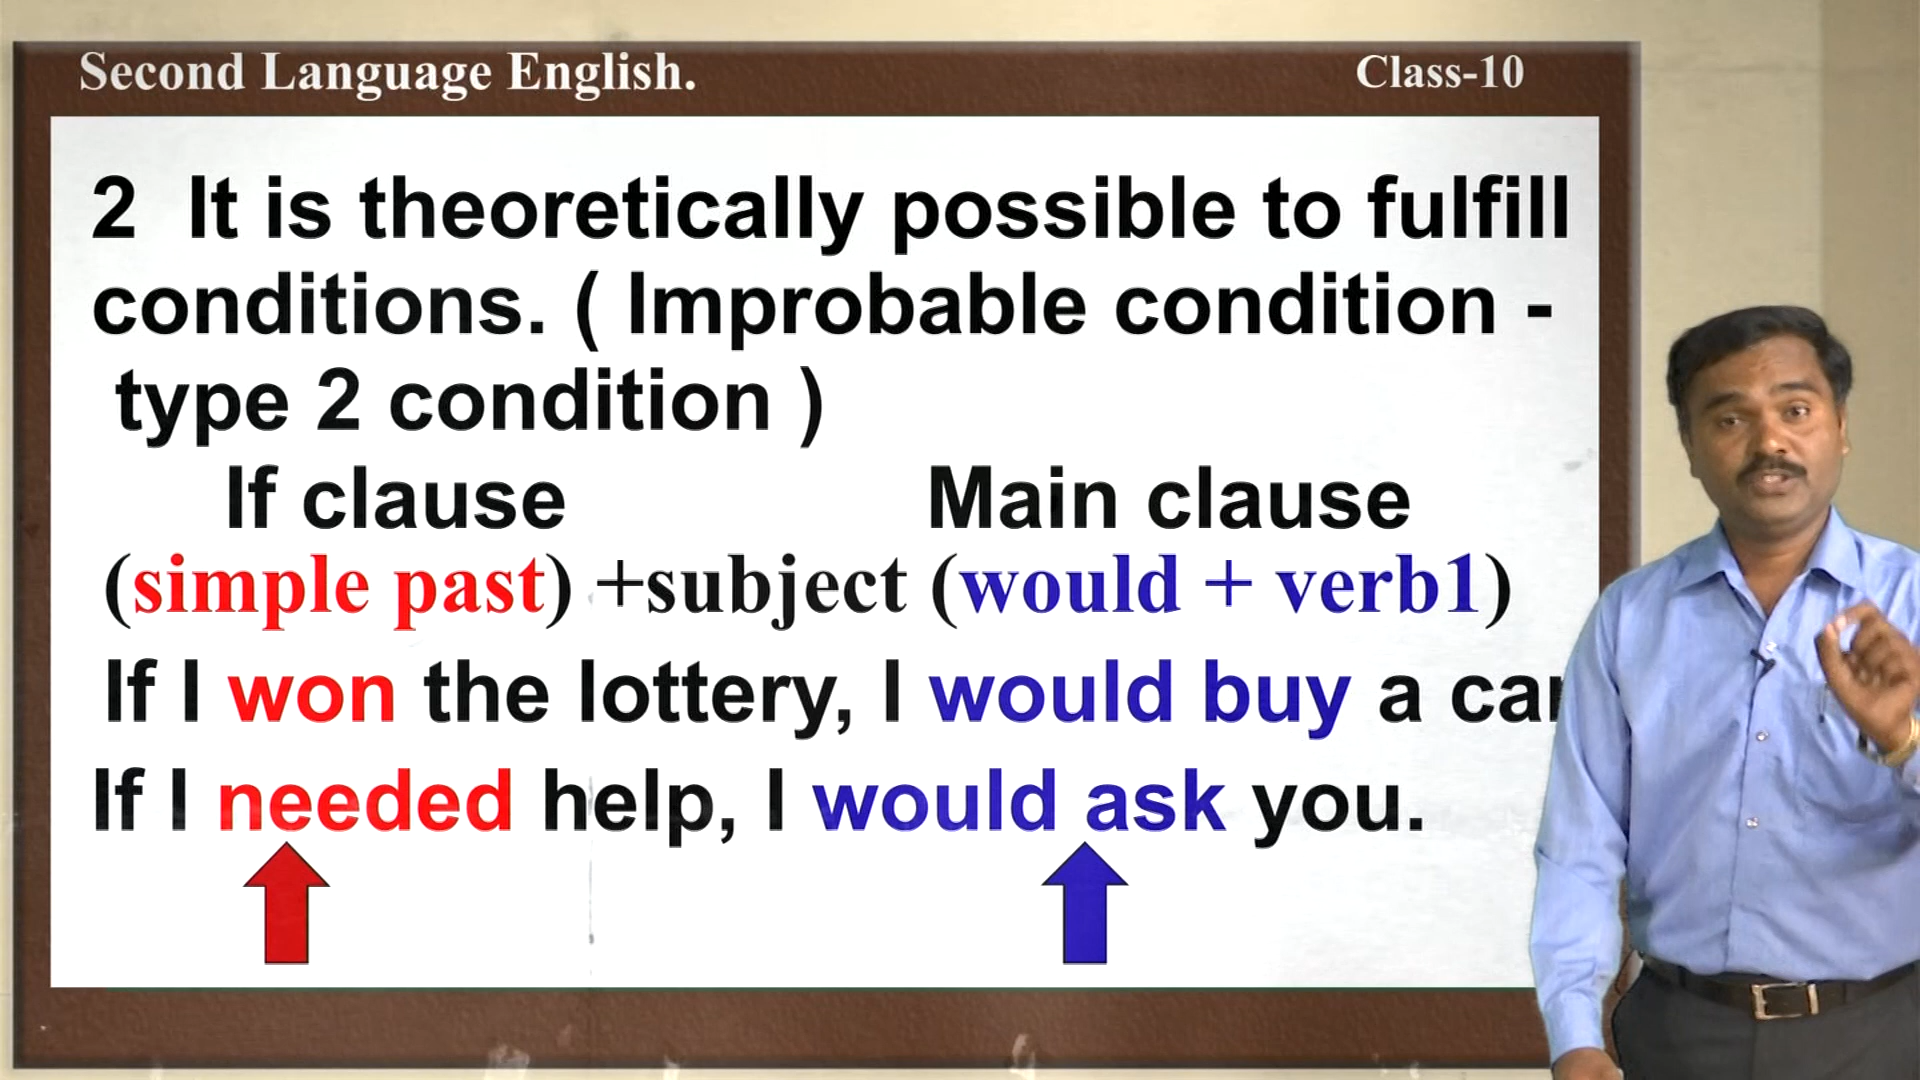 Second Language English. Class-10
2 It is theoretically possible to fulfill
conditions. ( Improbable condition -
type 2 condition )
If clause Main clause
(simple past) +subject (would + verb1)
If I won the lottery, I would buy a car
If I needed help, I would ask you.